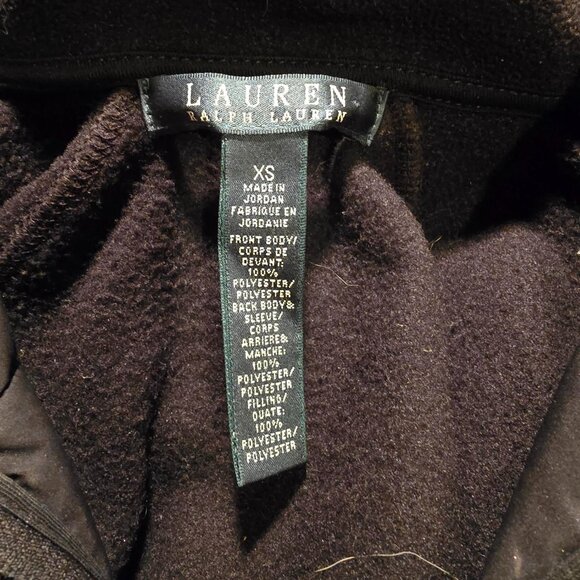 LAUREN
RALPH LAUREN
XS
MADE IN
JORDAN
FABRIQUE EN
JORDANIE
FRONT BODY/
CORPS DE
DEVANT:
100%
POLYESTER/
POLYESTER
BACK BODY&
SLEEVE/
CORPS
ARRIERE&
MANCHE:
100%
POLYESTER/
POLYESTER
FILLING/
OUATE:
100%
POLYESTER/
POLYESTER